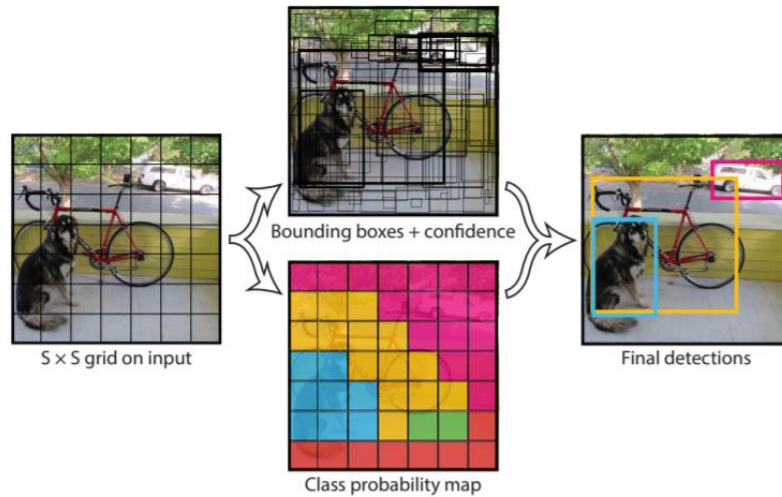 Bounding boxes + confidence
S × S grid on input
Final detections
Class probability map